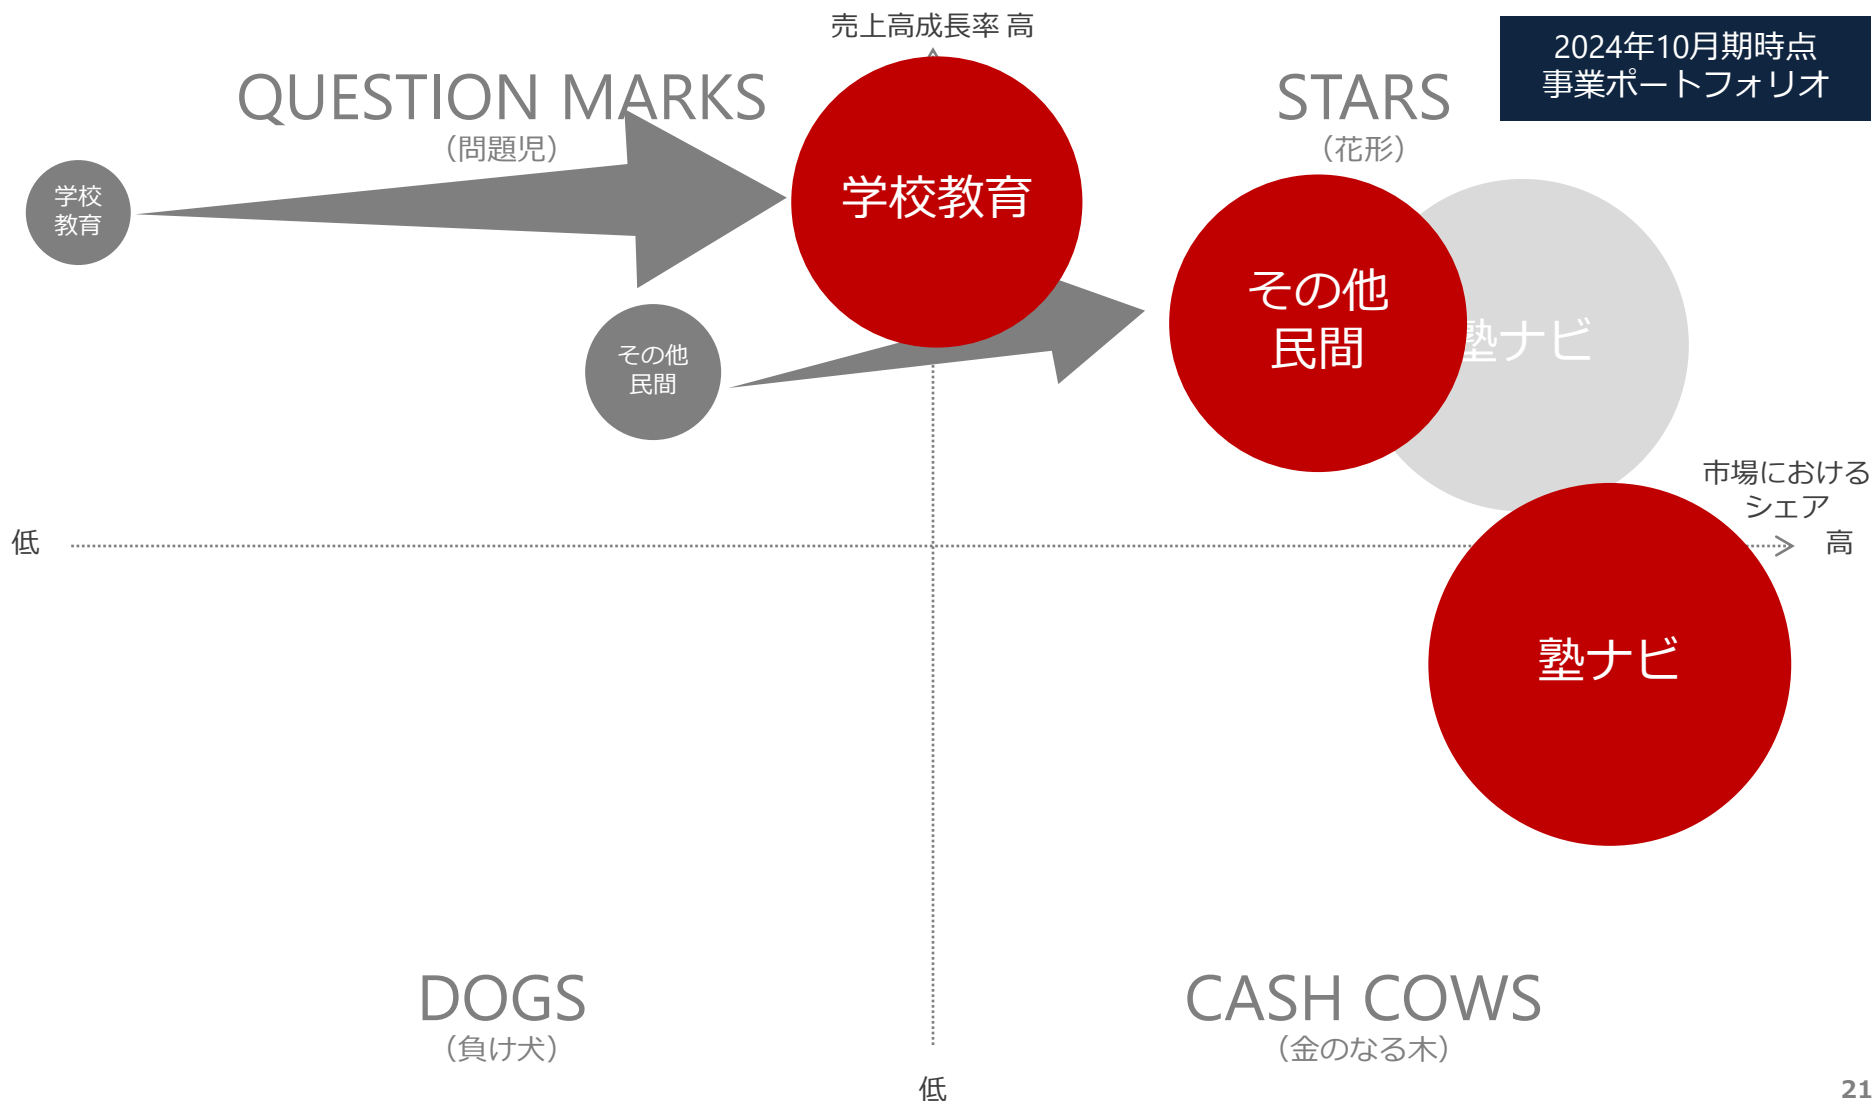 売上高成長率 高
2024年10月期時点
事業ポートフォリオ
QUESTION MARKS
（問題児）
STARS
（花形）
学校
教育
学校教育
その他
民間
その他
民間
塾ナビ
市場における
シェア
低
高
塾ナビ
DOGS
（負け犬）
CASH COWS
（金のなる木）
低
21